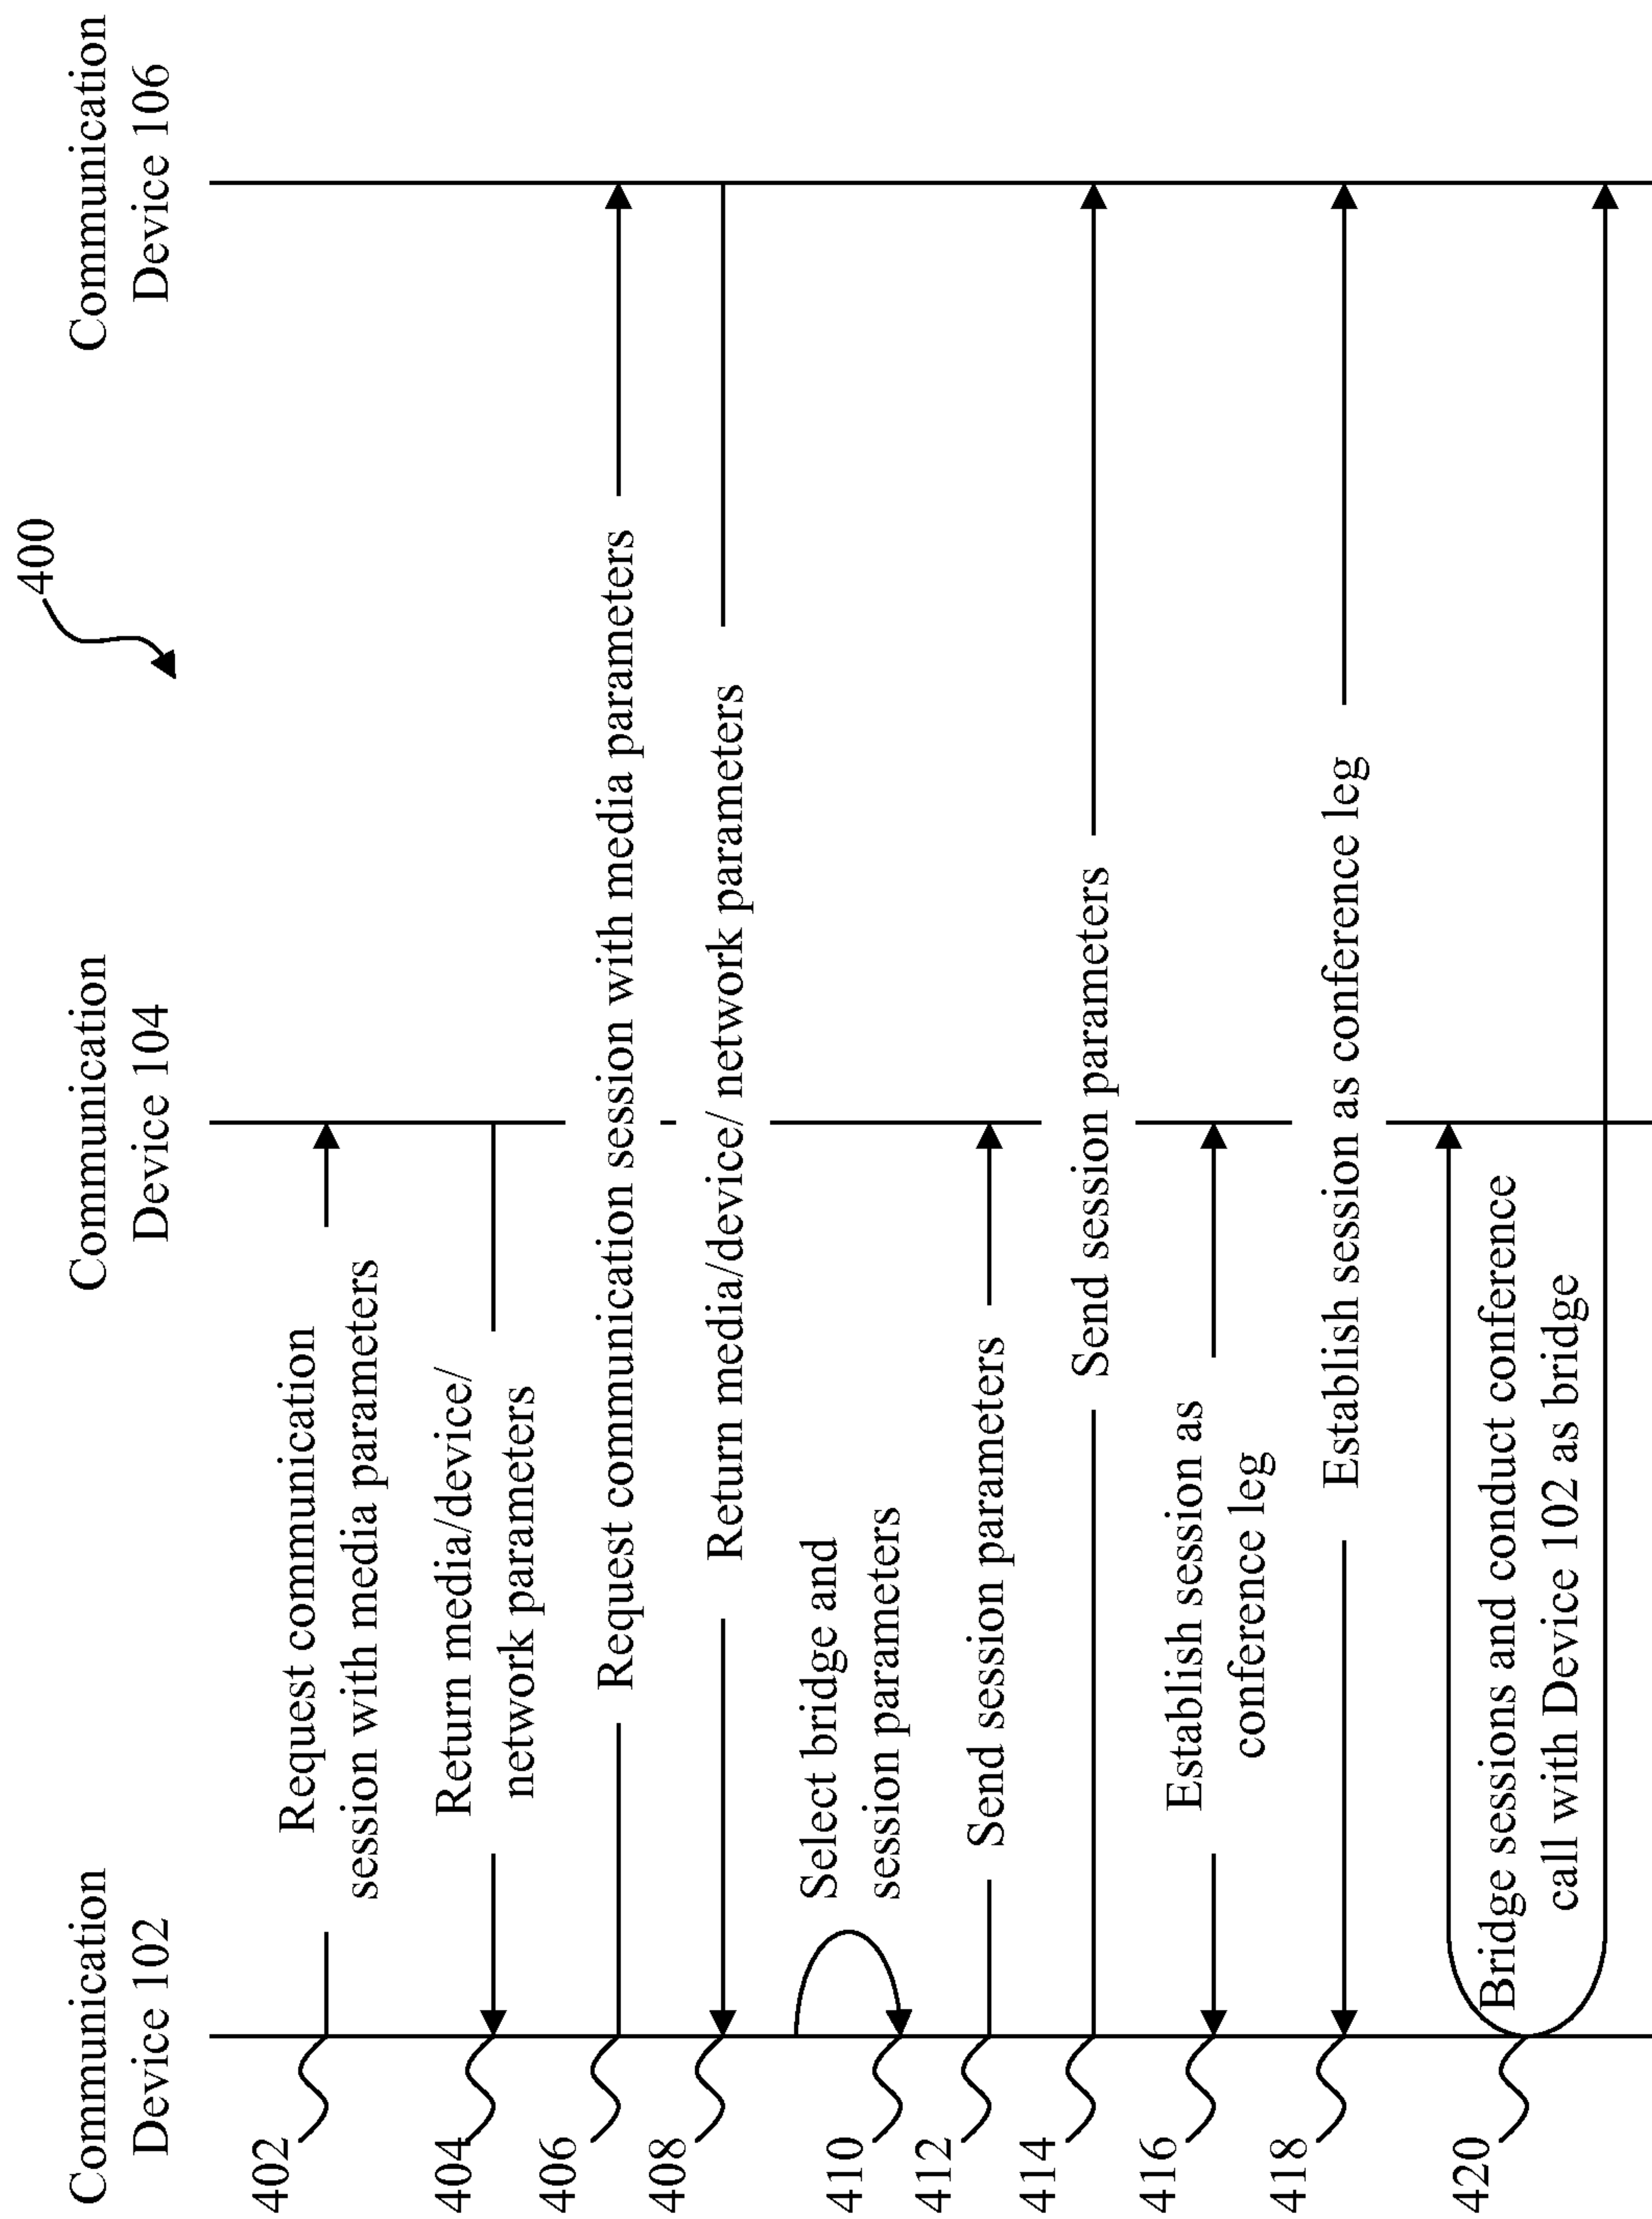 400
Communication
Device 102
Communication
Device 104
Communication
Device 106
402
Request communication
session with media parameters
404
Return media/device/
network parameters
406
Request communication session with media parameters
408
Return media/device/ network parameters
410
Select bridge and
session parameters
412
Send session parameters
414
Send session parameters
416
Establish session as
conference leg
418
Establish session as conference leg
420
Bridge sessions and conduct conference
call with Device 102 as bridge